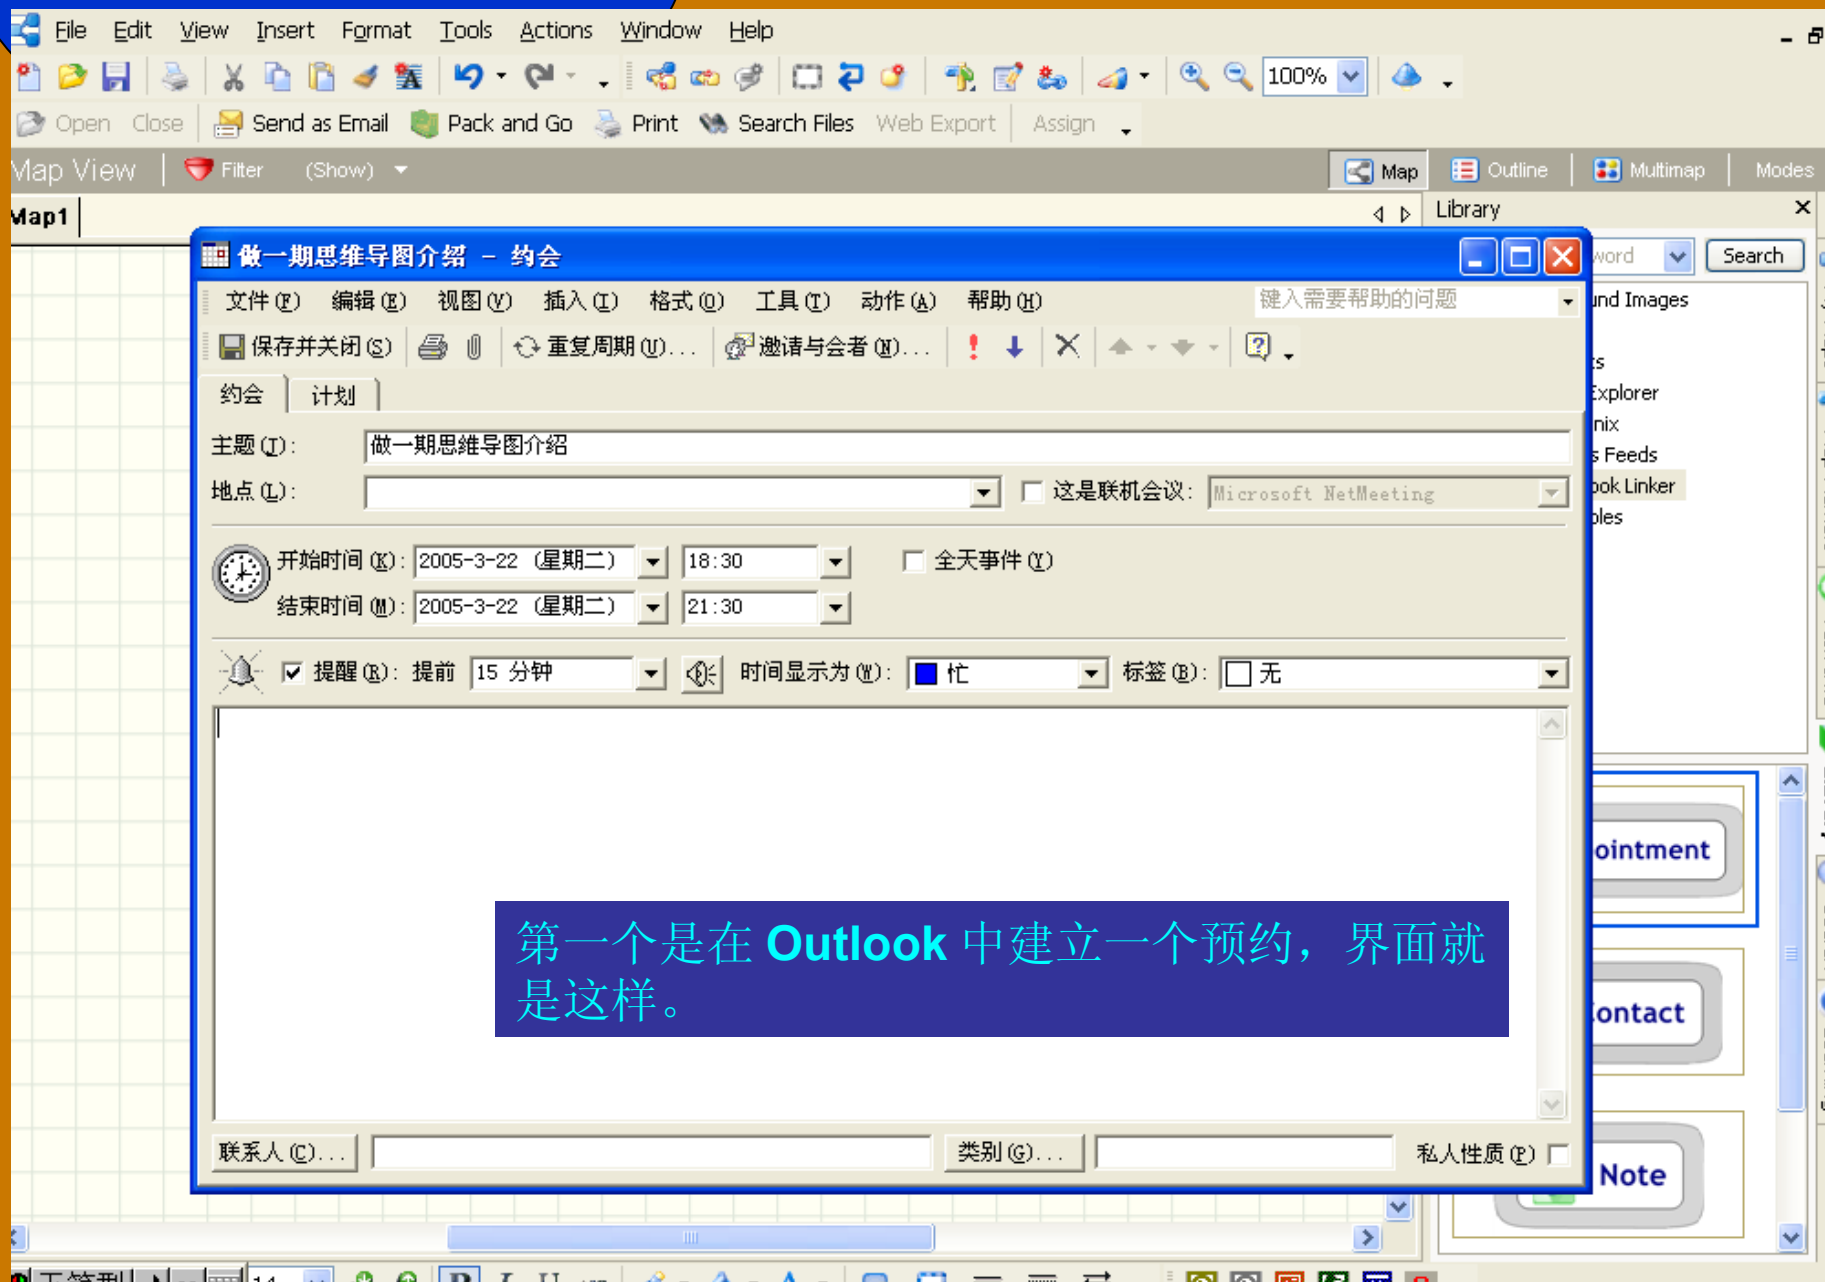 File Edit View Insert Format Tools Actions Window Help
100%
Open Close Send as Email Pack and Go Print Search Files Web Export Assign
Map View Filter (Show) Map Outline Multimap Modes
Map1 Library
做一期思维导图介绍 - 约会
Search
文件(F) 编辑(E) 视图(V) 插入(I) 格式(O) 工具(T) 动作(A) 帮助(H) 键入需要帮助的问题
保存并关闭(S) 重复周期(U)... 邀请与会者(N)...
约会 计划
主题(J): 做一期思维导图介绍
地点(L): 这是联机会议: Microsoft NetMeeting
开始时间(K): 2005-3-22 (星期二) 18:30 全天事件(Y)
结束时间(M): 2005-3-22 (星期二) 21:30
提醒(R): 提前 15 分钟 时间显示为(W): 忙 标签(B): 无
第一个是在 Outlook 中建立一个预约，界面就
是这样。
联系人(C)... 类别(G)... 私人性质(P)
Images
Explorer
Feeds
Linker
ointment
ontact
Note